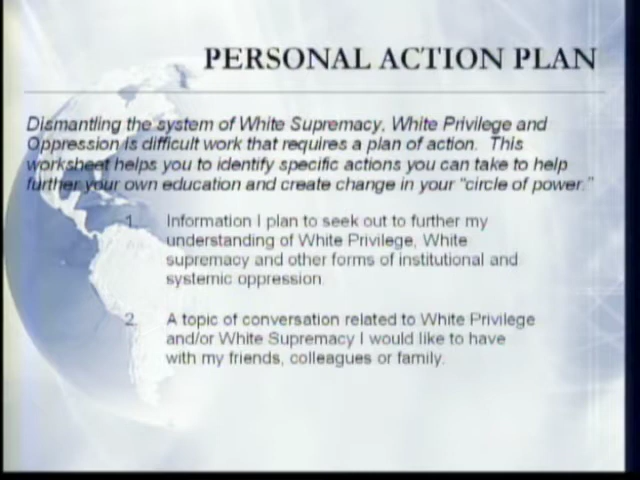 PERSONAL ACTION PLAN
Dismantling the system of White Supremacy, White Privilege and
Oppression is difficult work that requires a plan of action. This
worksheet helps you to identify specific actions you can take to help
further your own education and create change in your "circle of power."
1. Information I plan to seek out to further my
understanding of White Privilege, White
supremacy and other forms of institutional and
systemic oppression.
2. A topic of conversation related to White Privilege
and/or White Supremacy I would like to have
with my friends, colleagues or family.